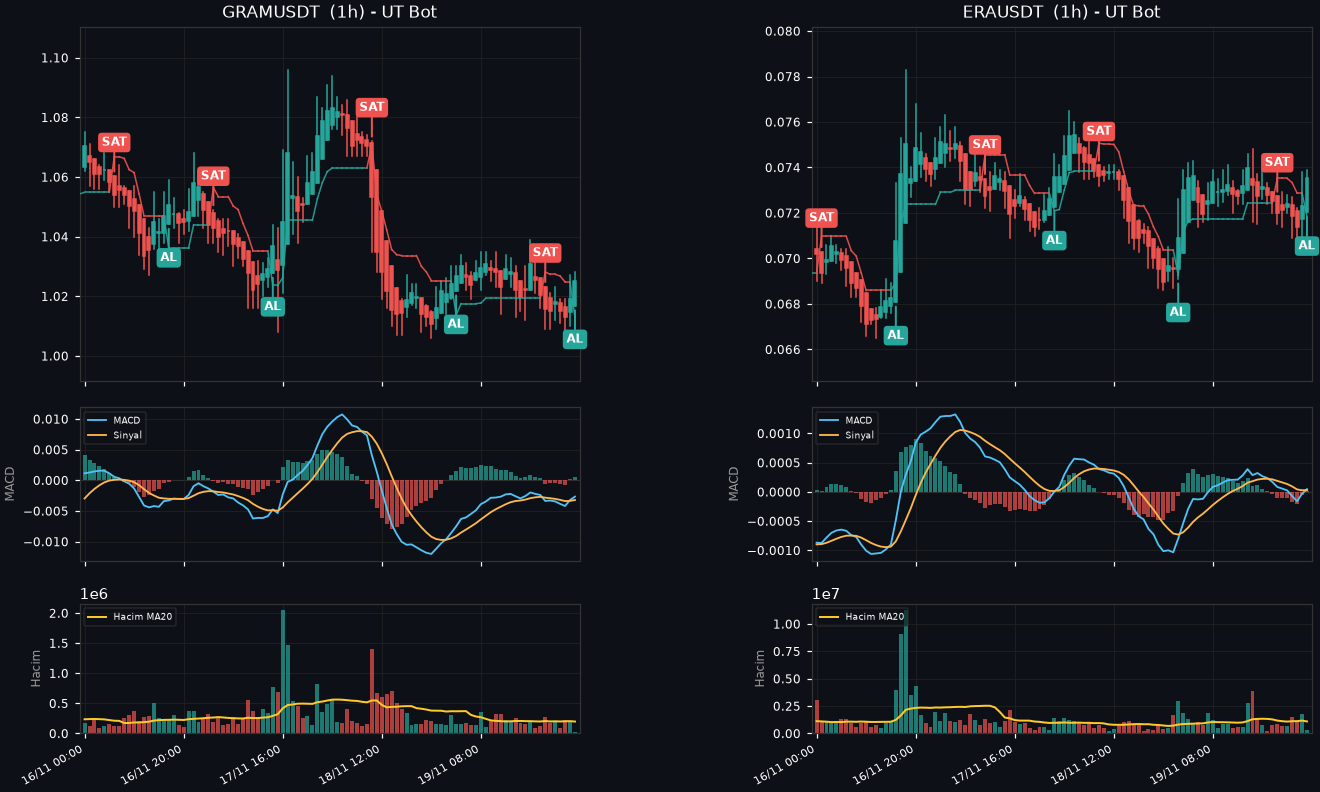 GRAMUSDT (1h) - UT Bot
1.10
1.08
1.06
1.04
1.02
1.00
SAT
SAT
SAT
SAT
AL
AL
AL
AL
MACD
0.010
0.005
0.000
−0.005
−0.010
MACD
Sinyal
1e6
Hacim
2.0
1.5
1.0
0.5
0.0
Hacim MA20
16/11 00:00
16/11 20:00
17/11 16:00
18/11 12:00
19/11 08:00
ERAUSDT (1h) - UT Bot
0.080
0.078
0.076
0.074
0.072
0.070
0.068
0.066
SAT
SAT
SAT
SAT
AL
AL
AL
AL
MACD
0.0010
0.0005
0.0000
−0.0005
−0.0010
MACD
Sinyal
1e7
Hacim
1.00
0.75
0.50
0.25
0.00
Hacim MA20
16/11 00:00
16/11 20:00
17/11 16:00
18/11 12:00
19/11 08:00